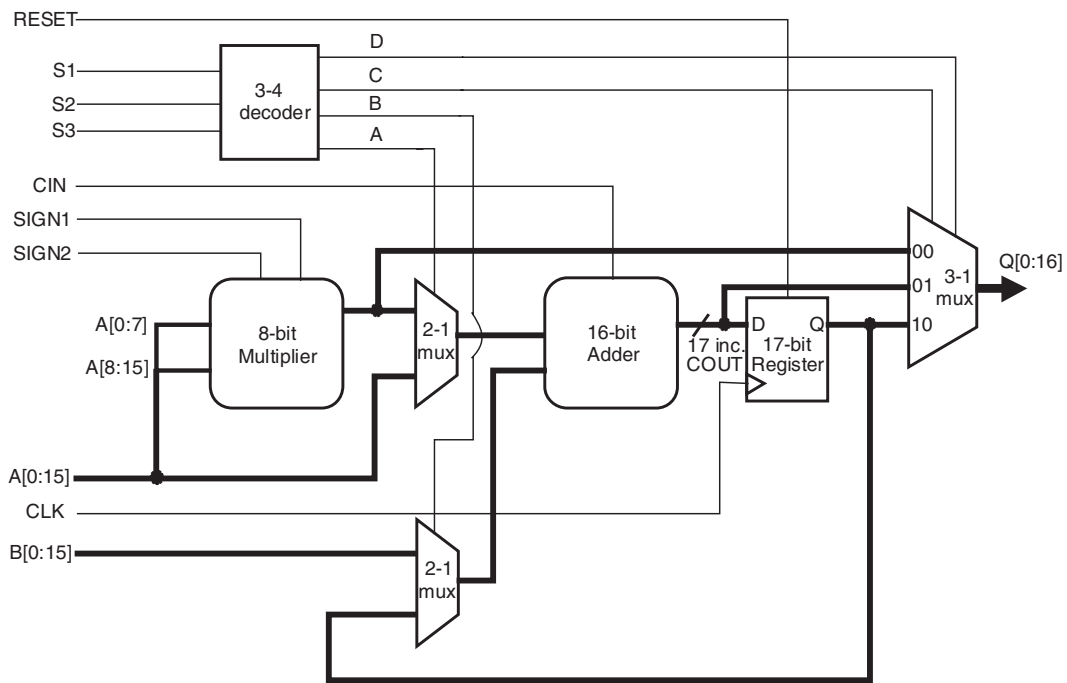 RESET
D
S1
3-4
decoder
C
S2
B
S3
A
CIN
SIGN1
SIGN2
A[0:7]
A[8:15]
8-bit
Multiplier
2-1
mux
16-bit
Adder
17 inc.
COUT
D
Q
17-bit
Register
00
01
10
3-1
mux
Q[0:16]
A[0:15]
CLK
B[0:15]
2-1
mux